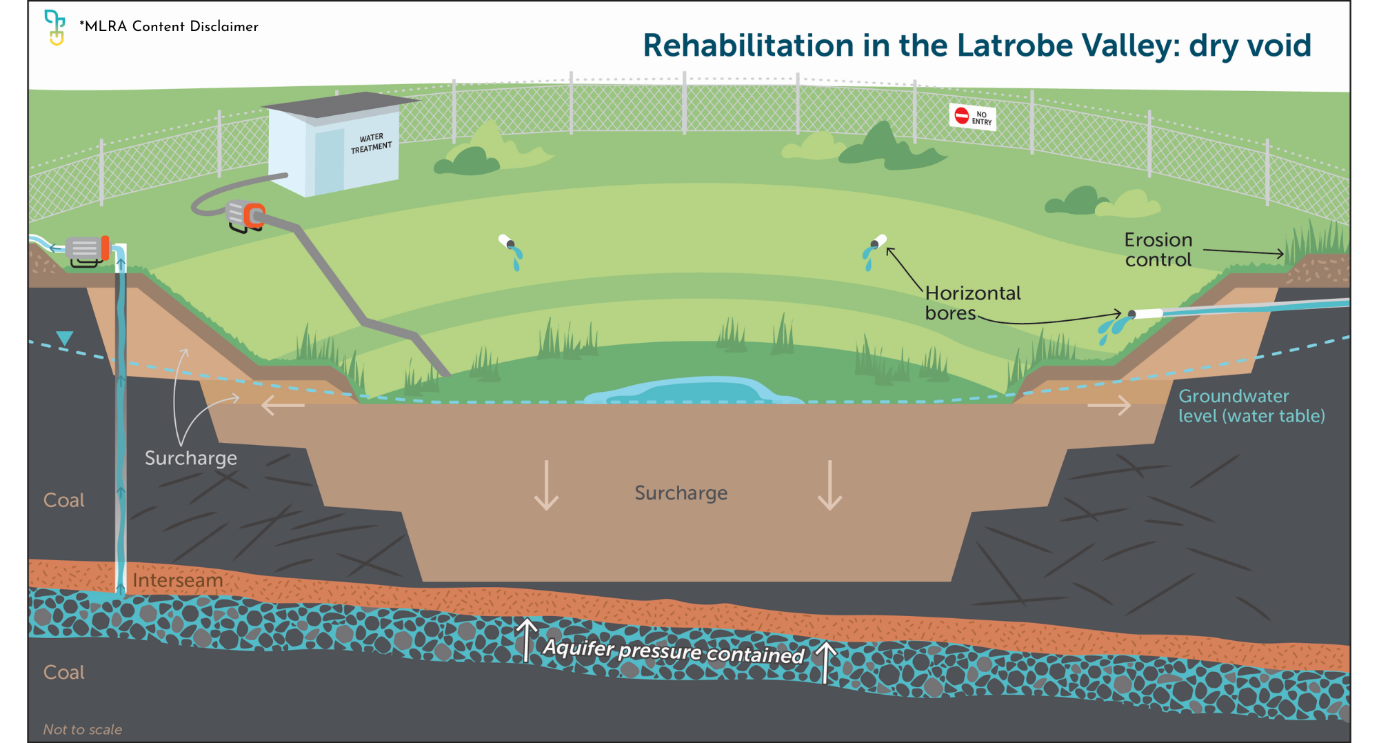 *MLRA Content Disclaimer
Rehabilitation in the Latrobe Valley: dry void
NO
ENTRY
WATER
TREATMENT
Erosion
control
Horizontal
bores
Groundwater
level (water table)
Surcharge
Surcharge
Coal
Interseam
Aquifer pressure contained
Coal
Not to scale